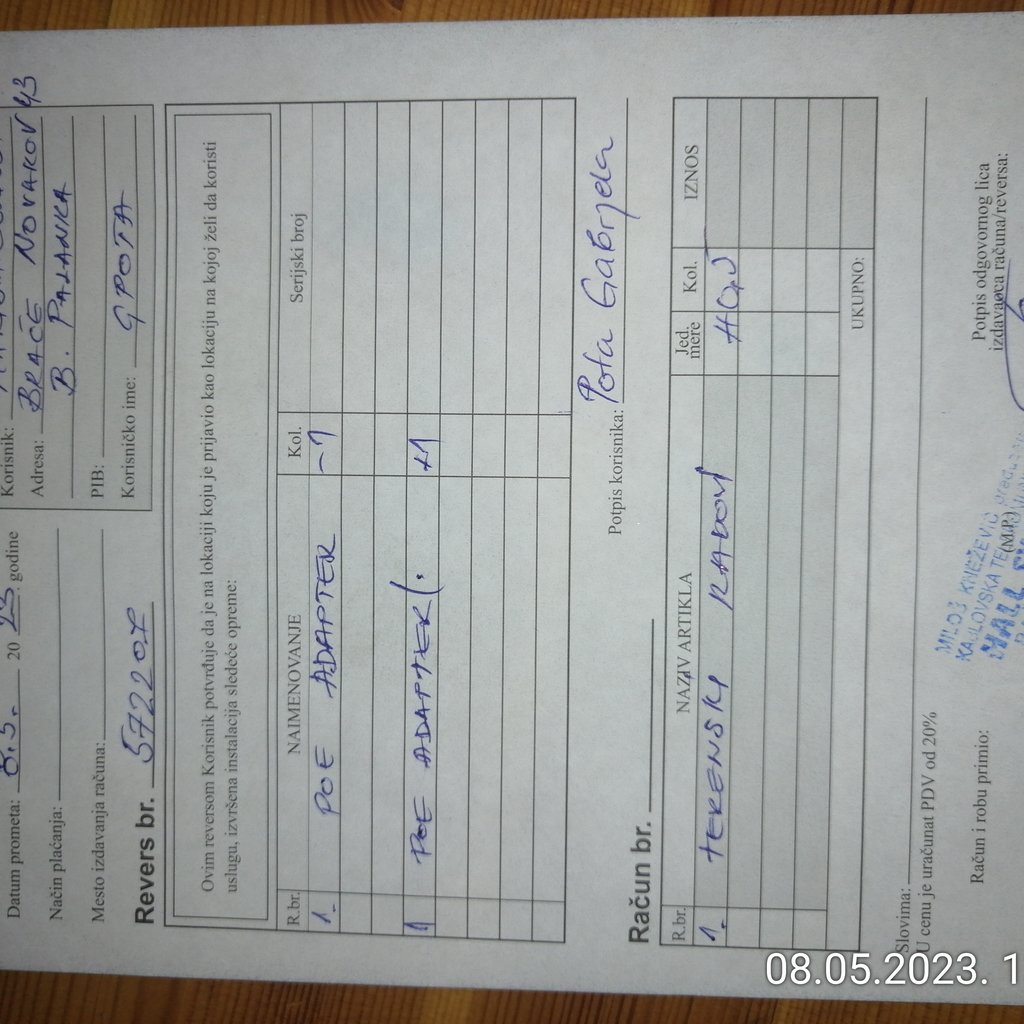 Datum prometa: 8.5. 20 23 godine
Način plaćanja:
Mesto izdavanja računa:
Korisnik:
Adresa: BRAĆE NOVAKOV 43
B. PALANKA
PIB:
Korisničko ime: GPOTA
Revers br. 572207
Ovim reversom Korisnik potvrđuje da je na lokaciji koju je prijavio kao lokaciju na kojoj želi da koristi
uslugu, izvršena instalacija sledeće opreme:
R.br. NAIMENOVANJE Kol. Serijski broj
1. POE ADAPTER -1
1 POE ADAPTER +1
Potpis korisnika: Pota Gabrijela
Račun br.
R.br. NAZIV ARTIKLA Jed. mere Kol. IZNOS
1. TERENSKI RADOVI
UKUPNO:
Slovima:
U cenu je uračunat PDV od 20%
Račun i robu primio:
MILOŠ KNEŽEVIĆ
(M.P.)
Potpis odgovornog lica
izdavaoca računa/reversa:
08.05.2023. 1